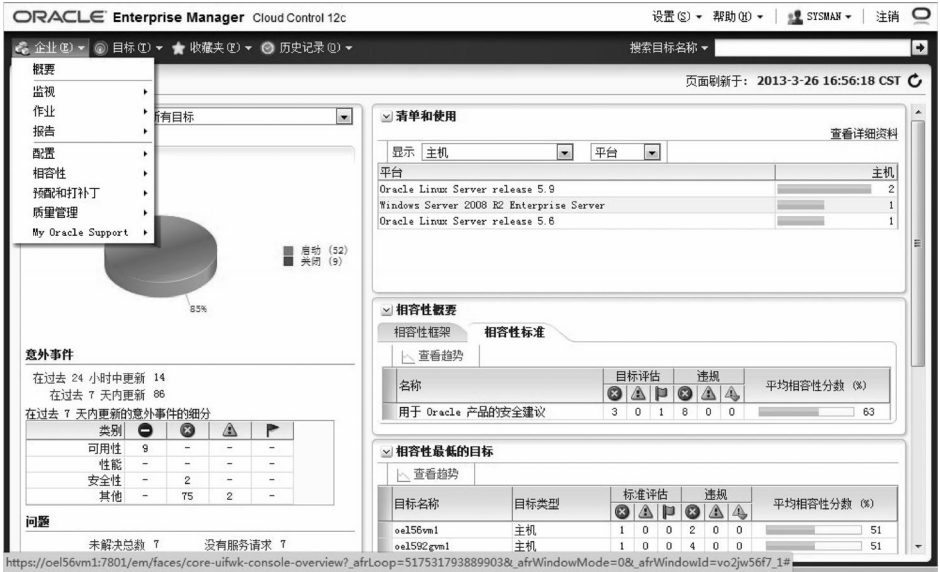 ORACLE Enterprise Manager Cloud Control 12c 设置(S) 帮助(H) SYSMAN 注销
企业(E) 目标(T) 收藏夹(F) 历史记录(O) 搜索目标名称
概要
监视
作业
报告
配置
相容性
预配和打补丁
质量管理
My Oracle Support
页面刷新于: 2013-3-26 16:56:18 CST
所有目标
启动 (52)
关闭 (9)
85%
意外事件
在过去 24 小时中更新 14
在过去 7 天内更新 86
在过去 7 天内更新的意外事件的细分
类别
可用性 9 - - -
性能 - - - -
安全性 - 2 - -
其他 - 75 2 -
问题
未解决总数 7 没有服务请求 7
清单和使用
查看详细资料
显示 主机 平台
平台 主机
Oracle Linux Server release 5.9 2
Windows Server 2008 R2 Enterprise Server 1
Oracle Linux Server release 5.6 1
相容性概要
相容性框架 相容性标准
查看趋势
名称 目标评估 违规 平均相容性分数 (%)
用于 Oracle 产品的安全建议 3 0 1 8 0 0 63
相容性最低的目标
查看趋势
目标名称 目标类型 标准评估 违规 平均相容性分数 (%)
oel56vm1 主机 1 0 0 2 0 0 51
oel592gvm1 主机 1 0 0 4 0 0 51
https://oel56vm1:7801/em/faces/core-uifwk-console-overview?_afrLoop=517531793889903&_afrWindowMode=0&_afrWindowId=vo2jw56f7_1#